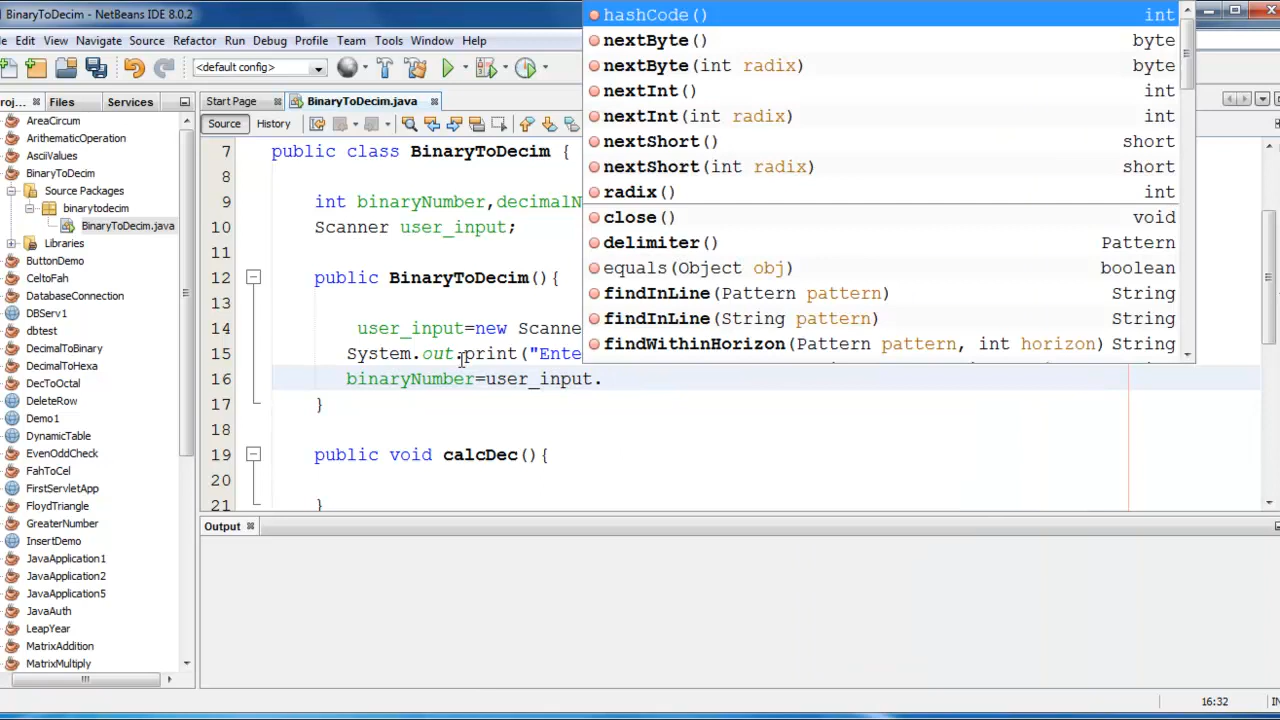 BinaryToDecim - NetBeans IDE 8.0.2
e Edit View Navigate Source Refactor Run Debug Profile Team Tools Window Help
<default config>
roj... Files Services
AreaCircum
ArithematicOperation
AsciiValues
BinaryToDecim
Source Packages
binarytodecim
BinaryToDecim.java
Libraries
ButtonDemo
CeltoFah
DatabaseConnection
DBServ1
dbtest
DecimalToBinary
DecimalToHexa
DecToOctal
DeleteRow
Demo1
DynamicTable
EvenOddCheck
FahToCel
FirstServletApp
FloydTriangle
GreaterNumber
InsertDemo
JavaApplication1
JavaApplication2
JavaApplication5
JavaAuth
LeapYear
MatrixAddition
MatrixMultiply
Start Page BinaryToDecim.java
Source History
7 public class BinaryToDecim {
8
9 int binaryNumber,decimalN
10 Scanner user_input;
11
12 public BinaryToDecim(){
13
14 user_input=new Scanne
15 System.out.print("Ente
16 binaryNumber=user_input.
17 }
18
19 public void calcDec(){
20
21 }
hashCode() int
nextByte() byte
nextByte(int radix) byte
nextInt() int
nextInt(int radix) int
nextShort() short
nextShort(int radix) short
radix() int
close() void
delimiter() Pattern
equals(Object obj) boolean
findInLine(Pattern pattern) String
findInLine(String pattern) String
findWithinHorizon(Pattern pattern, int horizon) String
Output
16:32 IN